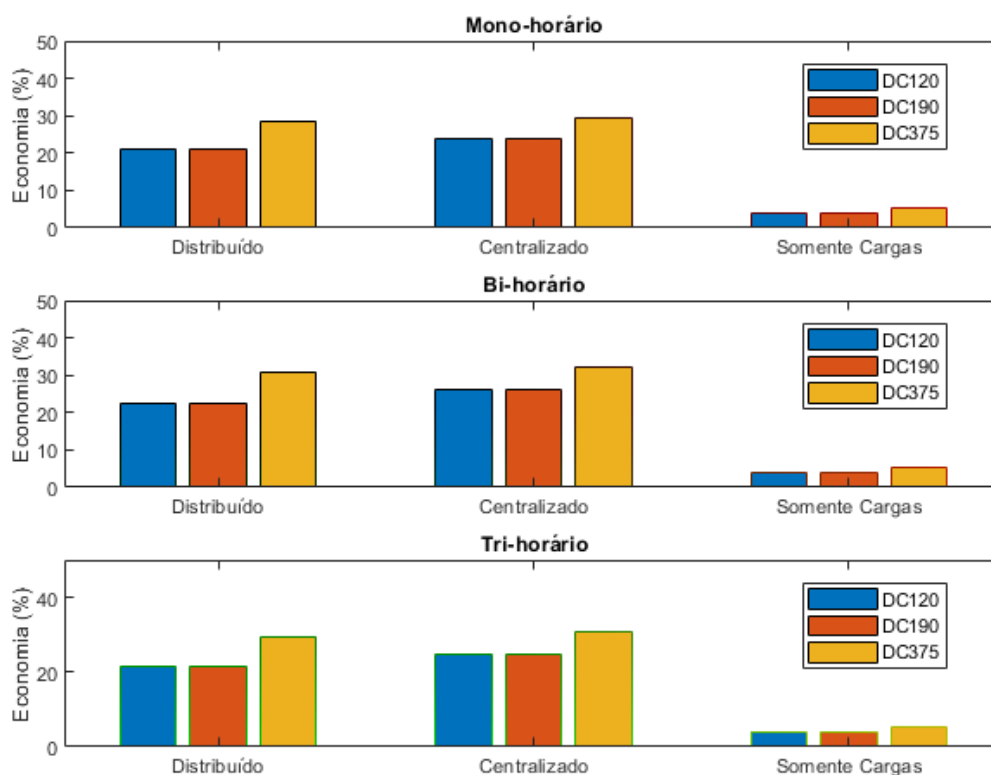 Mono-horário
50
40
30
20
10
0
Economia (%)
DC120
DC190
DC375
Distribuído Centralizado Somente Cargas
Bi-horário
50
40
30
20
10
0
Economia (%)
DC120
DC190
DC375
Distribuído Centralizado Somente Cargas
Tri-horário
40
20
0
Economia (%)
DC120
DC190
DC375
Distribuído Centralizado Somente Cargas